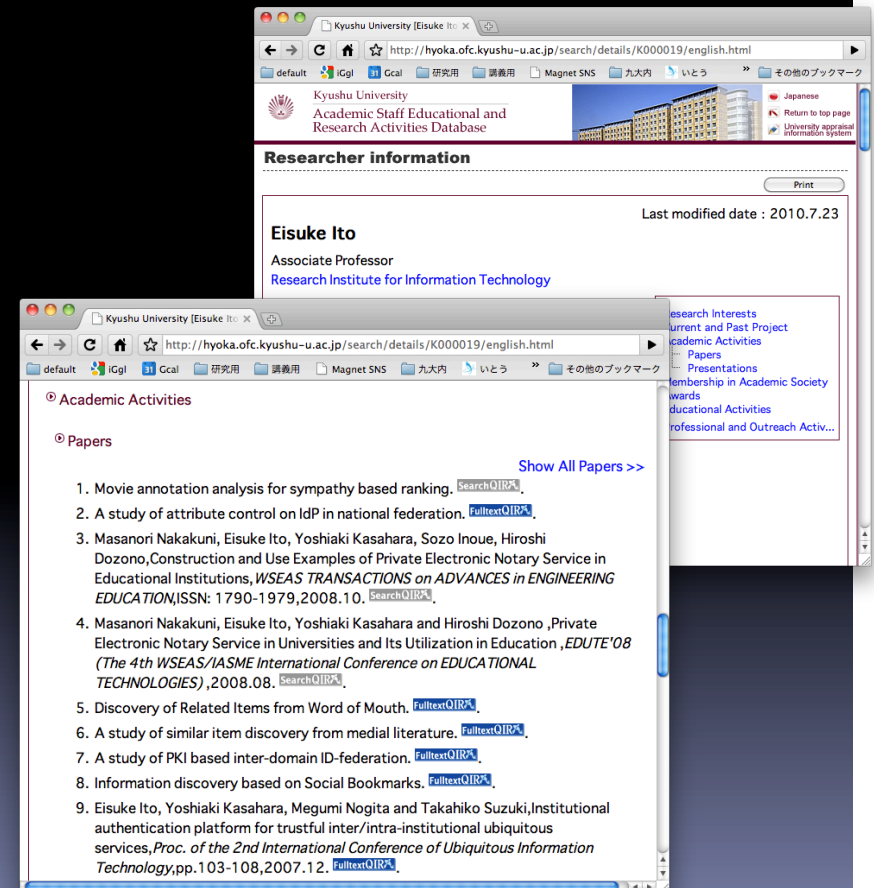 Kyushu University [Eisuke Ito
http://hyoka.ofc.kyushu-u.ac.jp/search/details/K000019/english.html
default iGgl 31 Gcal 研究用 講義用 Magnet SNS 九大内 いとう » その他のブックマーク
Kyushu University
Academic Staff Educational and
Research Activities Database
Japanese
Return to top page
University appraisal
information system
Researcher information
Print
Last modified date : 2010.7.23
Eisuke Ito
Associate Professor
Research Institute for Information Technology
esearch Interests
urrent and Past Project
cademic Activities
Papers
Presentations
embership in Academic Society
wards
ducational Activities
rofessional and Outreach Activ...
Kyushu University [Eisuke Ito
http://hyoka.ofc.kyushu-u.ac.jp/search/details/K000019/english.html
default iGgl 31 Gcal 研究用 講義用 Magnet SNS 九大内 いとう » その他のブックマーク
Academic Activities
Papers
Show All Papers >>
1. Movie annotation analysis for sympathy based ranking. SearchQIR.
2. A study of attribute control on IdP in national federation. FulltextQIR.
3. Masanori Nakakuni, Eisuke Ito, Yoshiaki Kasahara, Sozo Inoue, Hiroshi
Dozono,Construction and Use Examples of Private Electronic Notary Service in
Educational Institutions,WSEAS TRANSACTIONS on ADVANCES in ENGINEERING
EDUCATION,ISSN: 1790-1979,2008.10. SearchQIR.
4. Masanori Nakakuni, Eisuke Ito, Yoshiaki Kasahara and Hiroshi Dozono ,Private
Electronic Notary Service in Universities and Its Utilization in Education ,EDUTE'08
(The 4th WSEAS/IASME International Conference on EDUCATIONAL
TECHNOLOGIES) ,2008.08. SearchQIR.
5. Discovery of Related Items from Word of Mouth. FulltextQIR.
6. A study of similar item discovery from medial literature. FulltextQIR.
7. A study of PKI based inter-domain ID-federation. FulltextQIR.
8. Information discovery based on Social Bookmarks. FulltextQIR.
9. Eisuke Ito, Yoshiaki Kasahara, Megumi Nogita and Takahiko Suzuki,Institutional
authentication platform for trustful inter/intra-institutional ubiquitous
services,Proc. of the 2nd International Conference of Ubiquitous Information
Technology,pp.103-108,2007.12. FulltextQIR.